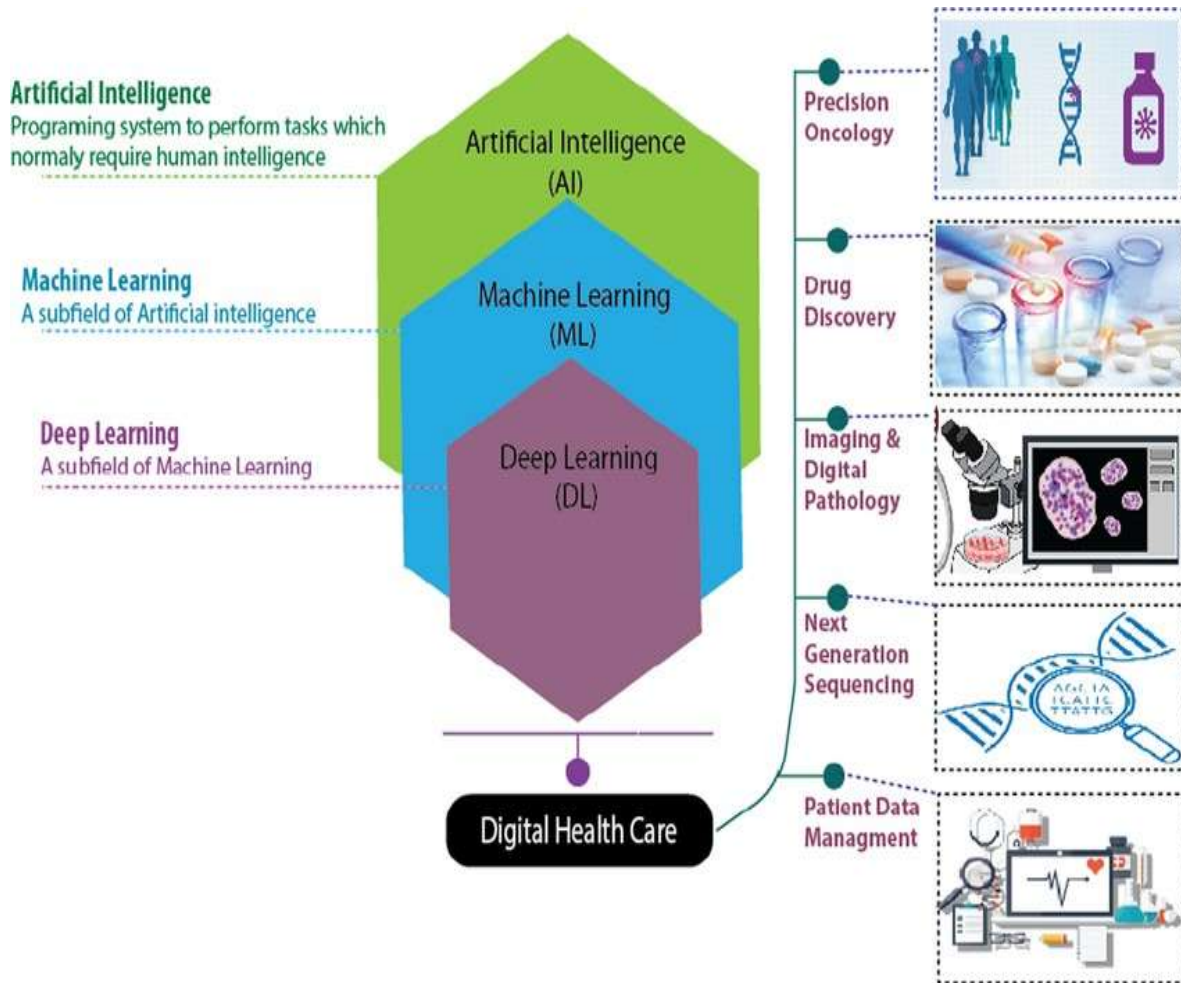 Artificial Intelligence
Programing system to perform tasks which
normaly require human intelligence
Machine Learning
A subfield of Artificial intelligence
Deep Learning
A subfield of Machine Learning
Artificial Intelligence
(AI)
Machine Learning
(ML)
Deep Learning
(DL)
Digital Health Care
Precision
Oncology
Drug
Discovery
Imaging &
Digital
Pathology
Next
Generation
Sequencing
Patient Data
Managment